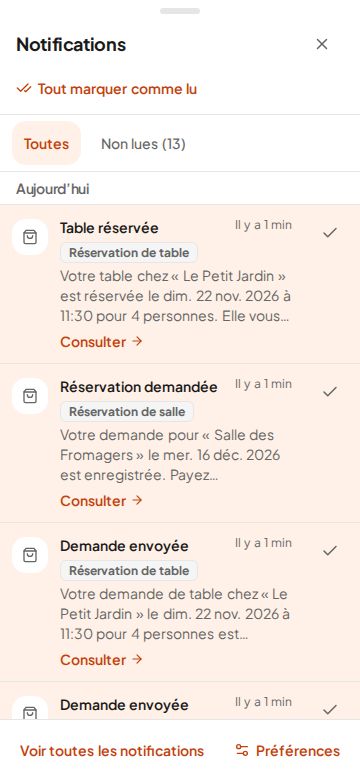 Notifications
Tout marquer comme lu
Toutes
Non lues (13)
Aujourd'hui
Table réservée
Il y a 1 min
Réservation de table
Votre table chez « Le Petit Jardin »
est réservée le dim. 22 nov. 2026 à
11:30 pour 4 personnes. Elle vous…
Consulter
Réservation demandée
Il y a 1 min
Réservation de salle
Votre demande pour « Salle des
Fromagers » le mer. 16 déc. 2026
est enregistrée. Payez…
Consulter
Demande envoyée
Il y a 1 min
Réservation de table
Votre demande de table chez « Le
Petit Jardin » le dim. 22 nov. 2026 à
11:30 pour 4 personnes est…
Consulter
Demande envoyée
Il y a 1 min
Voir toutes les notifications
Préférences